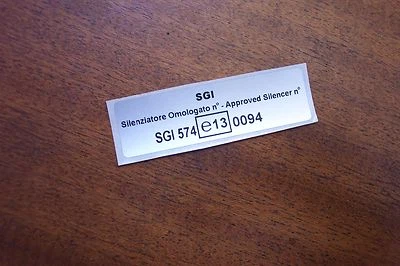 SGI
Silenziatore Omologato n° - Approved Silencer n°
SGI 574 e13 0094